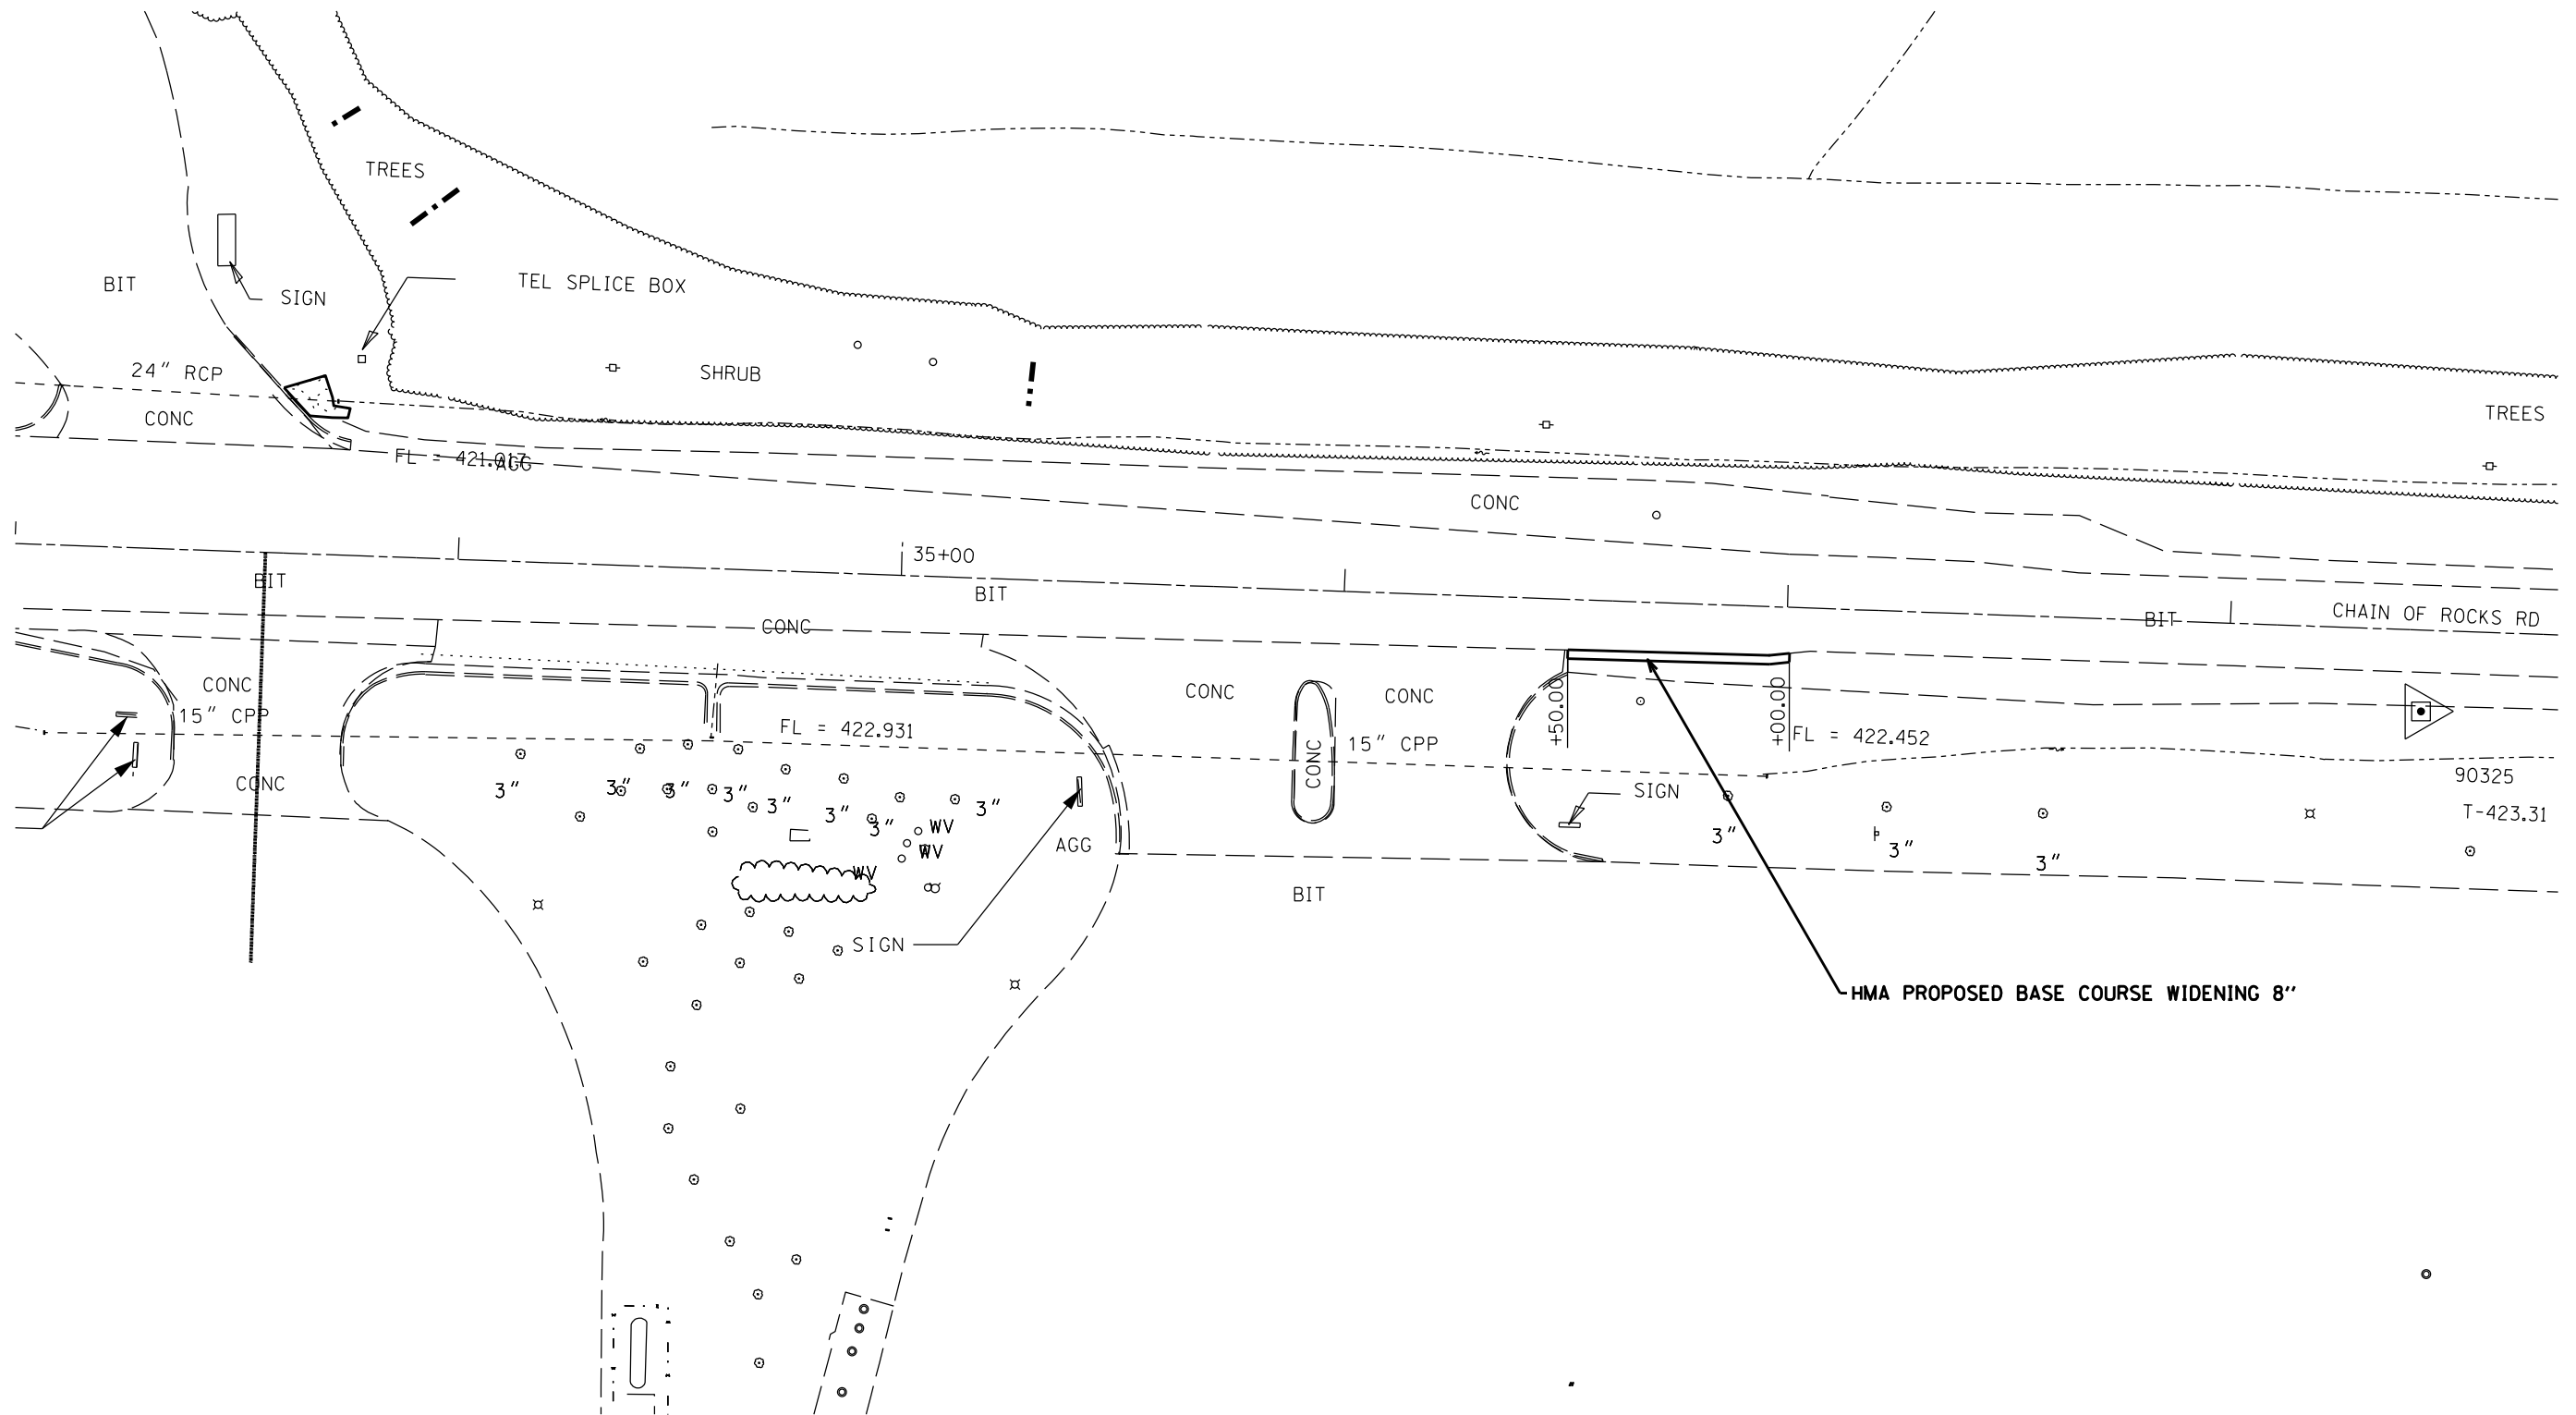 TREES
BIT
SIGN
TEL SPLICE BOX
24" RCP
SHRUB
CONC
TREES
FL = 421.017
AGG
CONC
35+00
BIT
BIT
CONC
BIT
CHAIN OF ROCKS RD
CONC
15" CPP
CONC
CONC
FL = 422.931
+50.00
+00.00
FL = 422.452
15" CPP
CONC
CONC
3"
3"
3"
3"
3"
3"
3"
3"
WV
WV
WV
SIGN
90325
T-423.31
AGG
3"
3"
3"
BIT
SIGN
HMA PROPOSED BASE COURSE WIDENING 8"